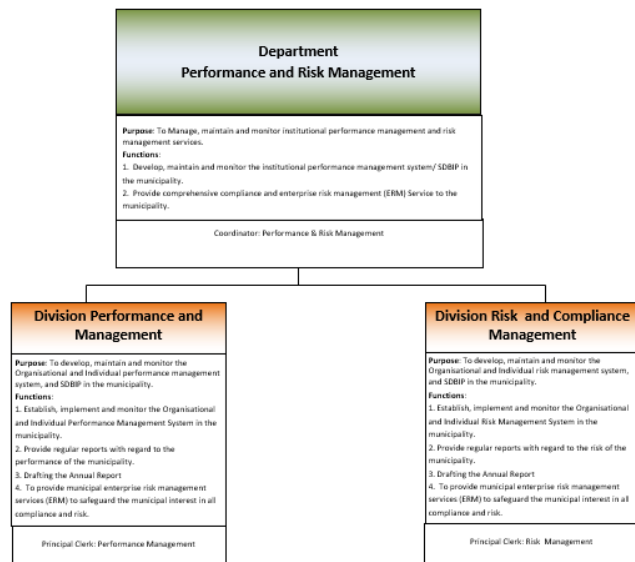 Department
Performance and Risk Management
Purpose: To Manage, maintain and monitor institutional performance management and risk
management services.
Functions:
1. Develop, maintain and monitor the institutional performance management system/ SDBIP in
the municipality.
2. Provide comprehensive compliance and enterprise risk management (ERM) Service to the
municipality.
Coordinator: Performance & Risk Management
Division Performance and
Management
Purpose: To develop, maintain and monitor the
Organisational and Individual performance management
system, and SDBIP in the municipality.
Functions:
1. Establish, implement and monitor the Organisational
and Individual Performance Management System in the
municipality.
2. Provide regular reports with regard to the
performance of the municipality.
3. Drafting the Annual Report
4. To provide municipal enterprise risk management
services (ERM) to safeguard the municipal interest in all
compliance and risk.
Principal Clerk: Performance Management
Division Risk and Compliance
Management
Purpose: To develop, maintain and monitor the
Organisational and Individual risk management system,
and SDBIP in the municipality.
Functions:
1. Establish, implement and monitor the Organisational
and Individual Risk Management System in the
municipality.
2. Provide regular reports with regard to the risk of the
municipality.
3. Drafting the Annual Report
4. To provide municipal enterprise risk management
services (ERM) to safeguard the municipal interest in all
compliance and risk.
Principal Clerk: Risk Management